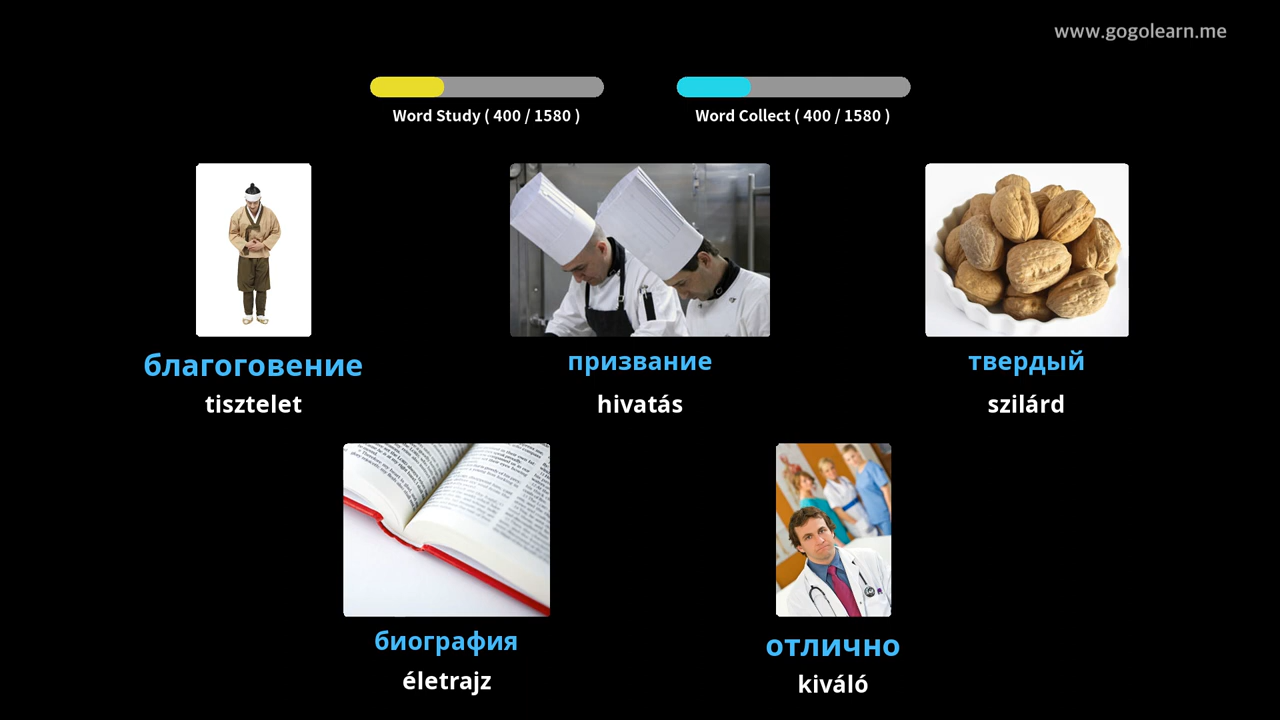 www.gogolearn.me
Word Study ( 400 / 1580 )
Word Collect ( 400 / 1580 )
благоговение
tisztelet
призвание
hivatás
твердый
szilárd
биография
életrajz
отлично
kiváló